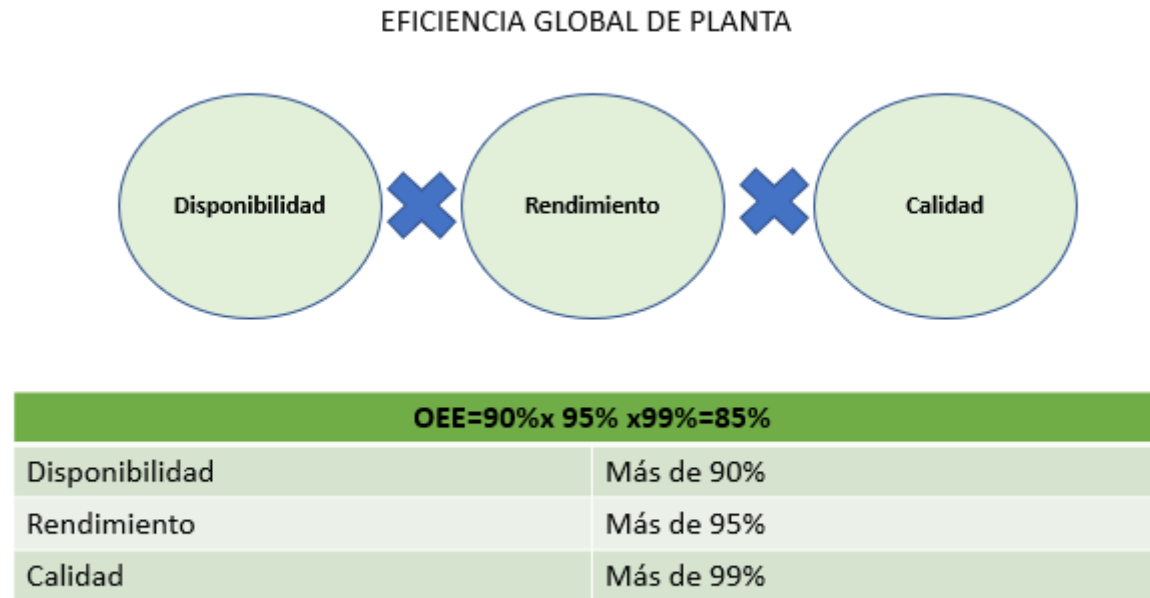 EFICIENCIA GLOBAL DE PLANTA
Disponibilidad
Rendimiento
Calidad
OEE=90%x 95% x99%=85%
Disponibilidad Más de 90%
Rendimiento Más de 95%
Calidad Más de 99%